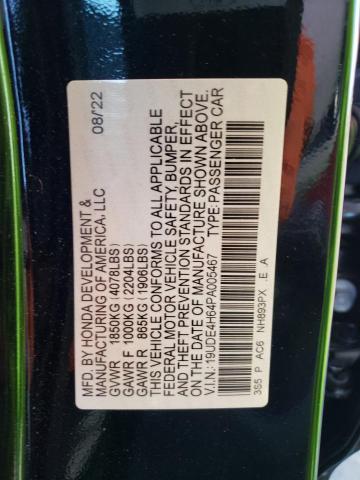 MFD. BY HONDA DEVELOPMENT & 08/22
MANUFACTURING OF AMERICA, LLC
GVWR 1850KG (4078LBS)
GAWR F 1000KG (2204LBS)
GAWR R 865KG (1906LBS)
THIS VEHICLE CONFORMS TO ALL APPLICABLE
FEDERAL MOTOR VEHICLE SAFETY, BUMPER,
AND THEFT PREVENTION STANDARDS IN EFFECT
ON THE DATE OF MANUFACTURE SHOWN ABOVE.
V.I.N.: 19UDE4H64PA005467 TYPE: PASSENGER CAR
3S5 P AC6 NH893PX E A